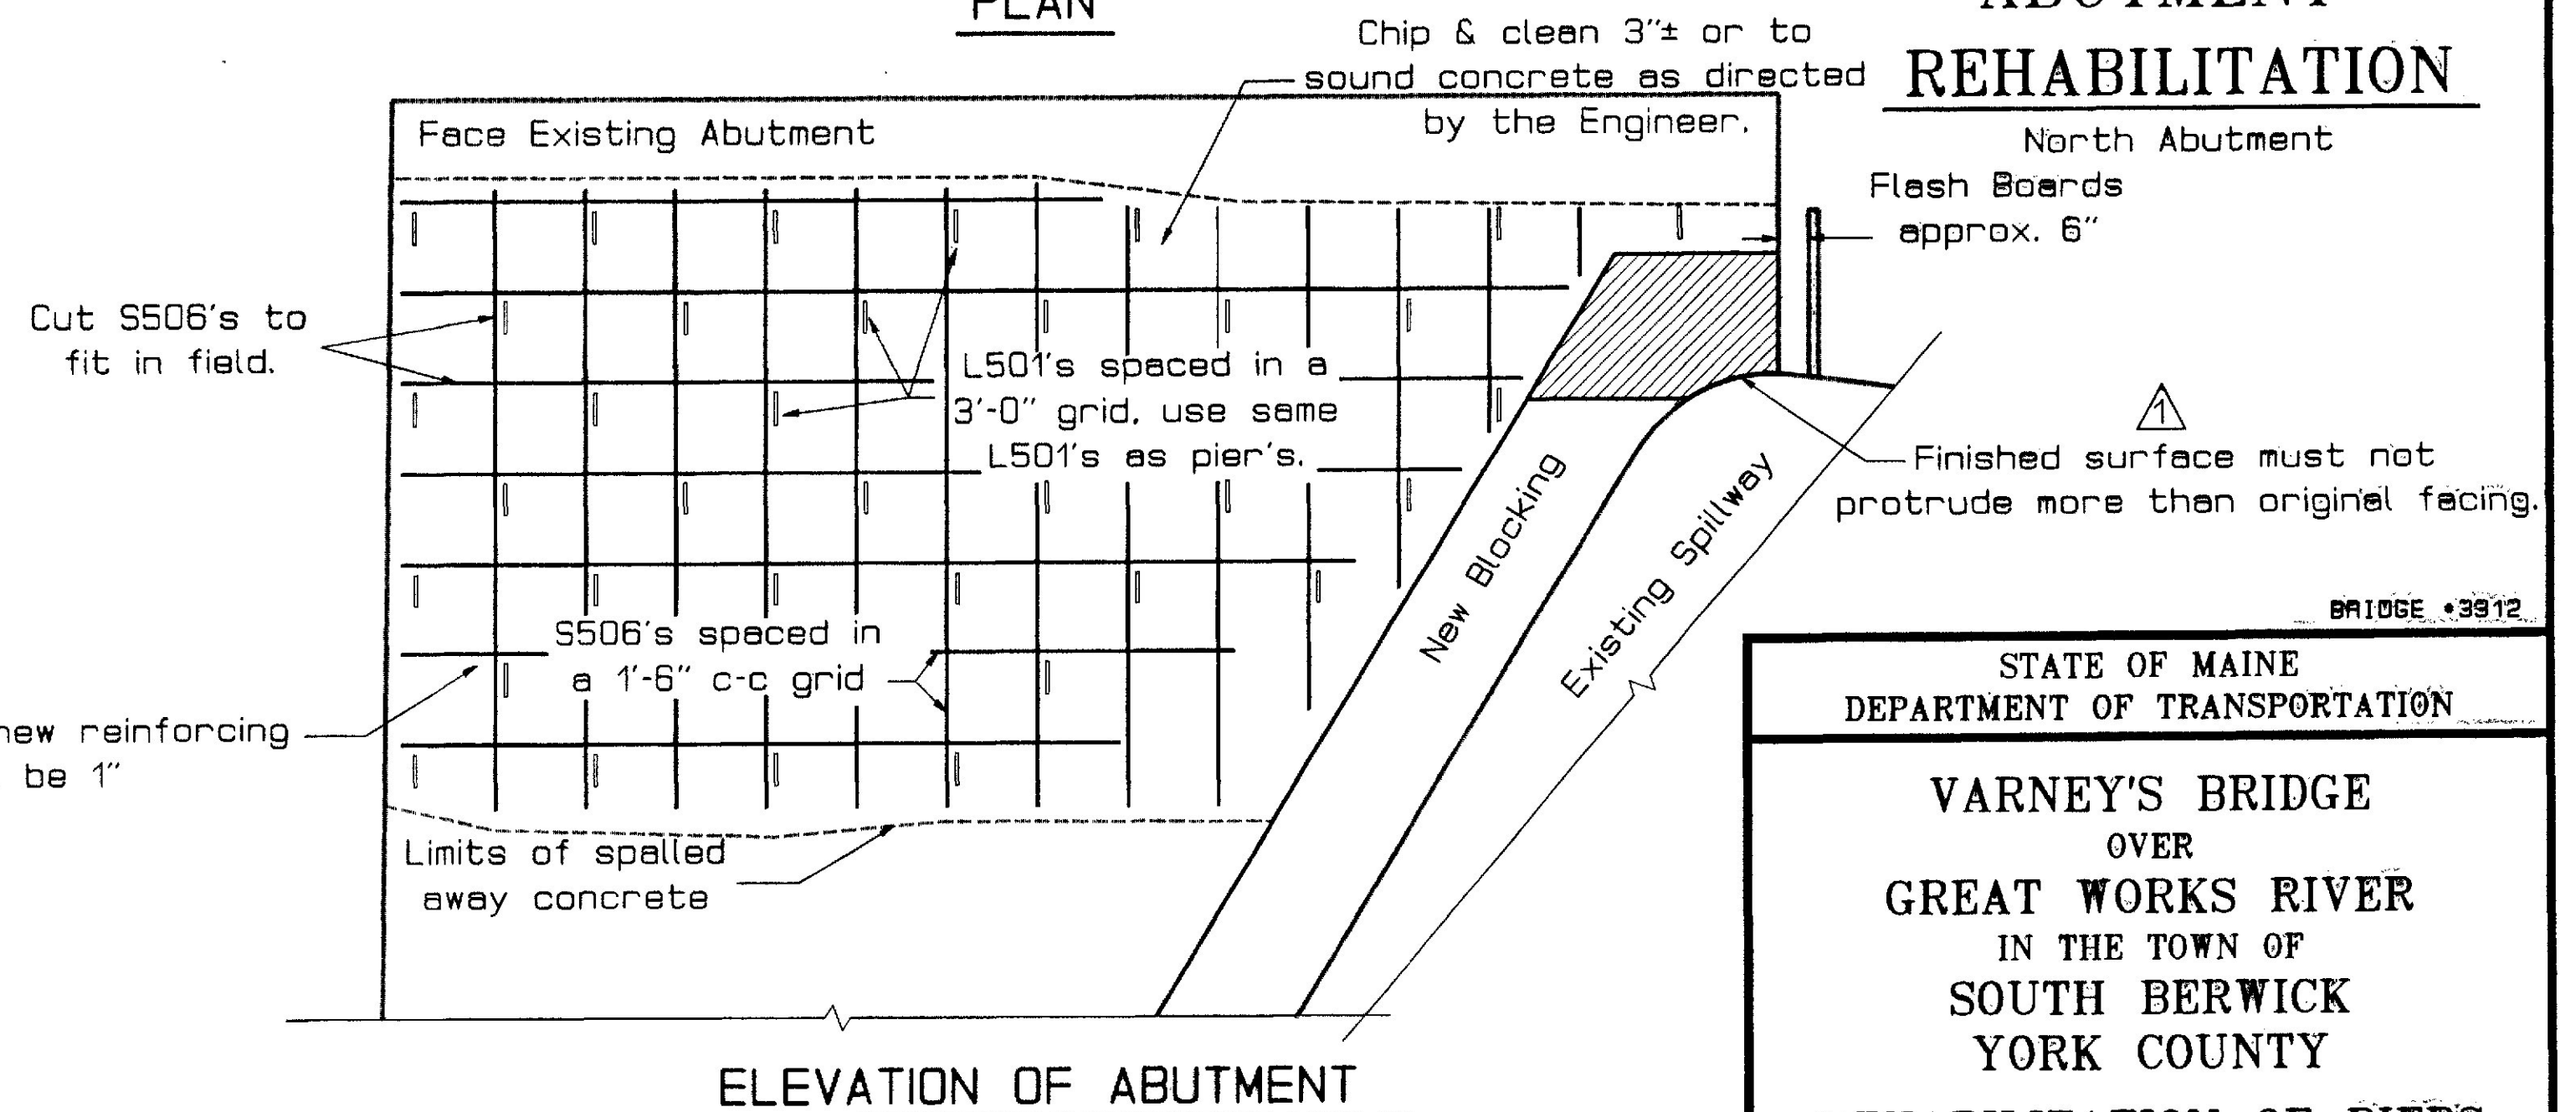 PLAN
Chip & clean 3"± or to
sound concrete as directed
by the Engineer.
ABUTMENT
REHABILITATION
North Abutment
Face Existing Abutment
Flash Boards
approx. 6"
Cut S506's to
fit in field.
L501's spaced in a
3'-0" grid, use same
L501's as pier's.
1
Finished surface must not
protrude more than original facing.
New Blocking
Existing Spillway
S506's spaced in
a 1'-6" c-c grid
new reinforcing
be 1"
Limits of spalled
away concrete
ELEVATION OF ABUTMENT
BRIDGE #3912
STATE OF MAINE
DEPARTMENT OF TRANSPORTATION
VARNEY'S BRIDGE
OVER
GREAT WORKS RIVER
IN THE TOWN OF
SOUTH BERWICK
YORK COUNTY
OF PIERS